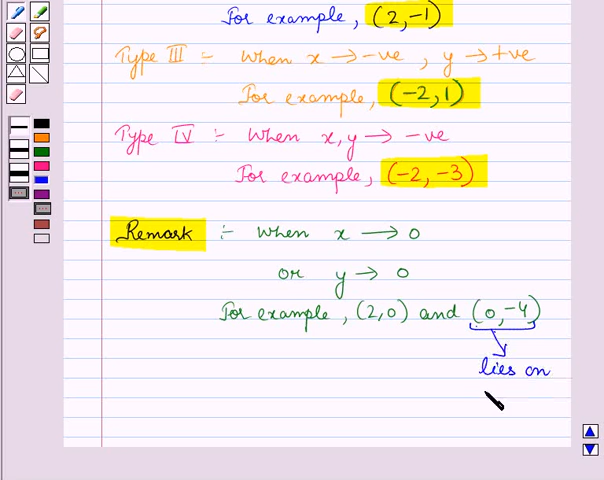 For example, (2,-1)
Type III :- When x → -ve, y → +ve
For example, (-2,1)
Type IV :- When x, y → -ve
For example, (-2, -3)
Remark :- When x → 0
or y → 0
For example, (2,0) and (0,-4)
lies on